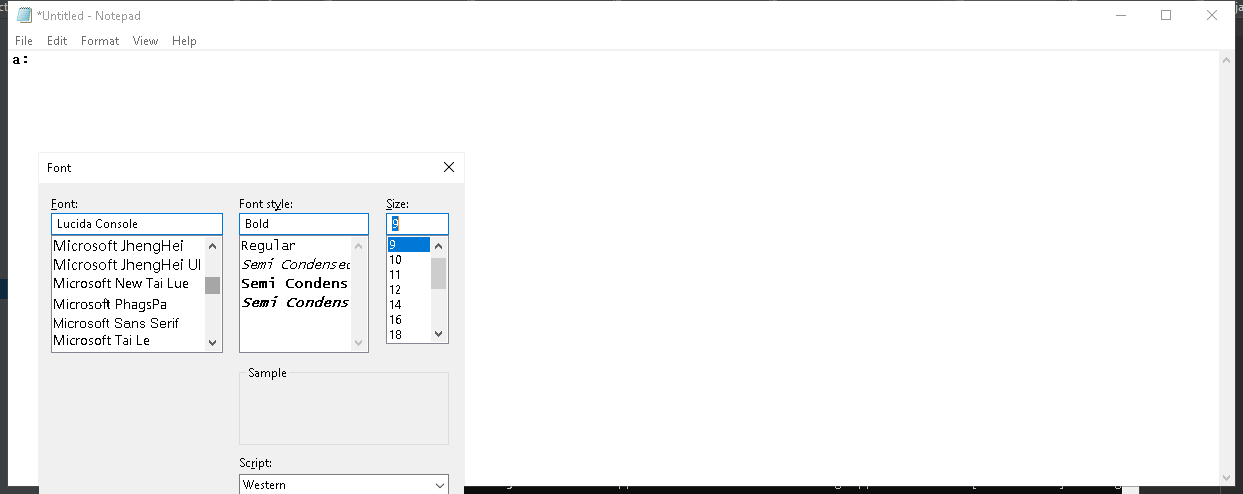 *Untitled - Notepad
File Edit Format View Help
a:
Font
Font: Font style: Size:
Lucida Console Bold 9
Microsoft JhengHei Regular 9
Microsoft JhengHei UI Semi Condensed 10
Microsoft New Tai Lue Semi Condens 11
Microsoft PhagsPa Semi Condens 12
Microsoft Sans Serif 14
Microsoft Tai Le 16
18
Sample
Script:
Western